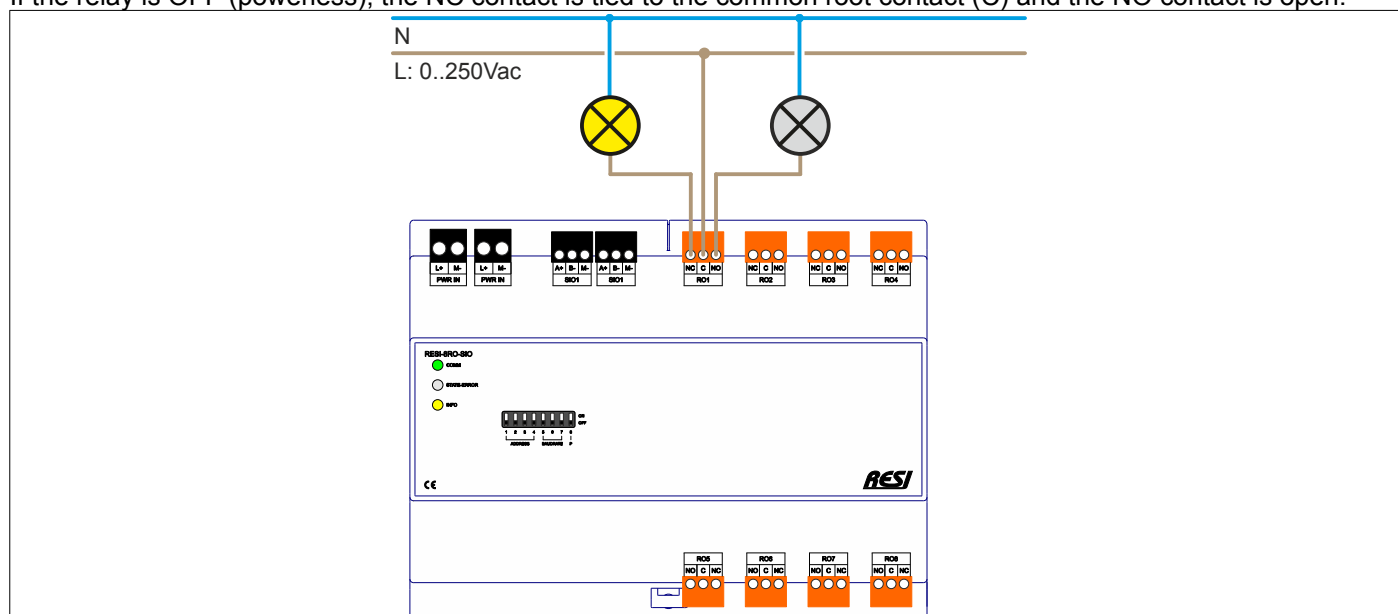 If the relay is OFF (powerless), the NC contact is tied to the common root contact (C) and the NO contact is open.
N
L: 0..250Vac
L+ M- L+ M- A+ B- M- A+ B- M- NC C NO NC C NO NC C NO NC C NO
PWR IN PWR IN SIO1 SIO1 RO1 RO2 RO3 RO4
RESI-8RO-SIO
COMM
STATE-ERROR
INFO
ON
OFF
1 2 3 4 5 6 7 8
ADDRESS BAUDRATE P
CE RESI
RO5 RO6 RO7 RO8
NO C NC NO C NC NO C NC NO C NC